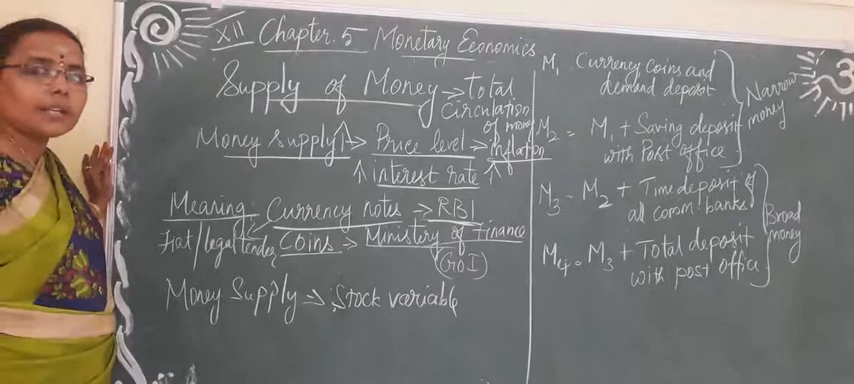 XII Chapter. 5 Monetary Economics
Supply of Money → Total
circulation
of money
Money supply↑→ Price level → inflation
↑ interest rate ↑
Meaning Currency notes → RBI
Fiat/legal tender Coins → Ministry of Finance
(GOI)
Money Supply → Stock variable
M1 Currency coins and
demand deposit
M2 = M1 + Saving deposit
with Post office
Narrow
money
M3 - M2 + Time deposit of
all comm. banks
M4 = M3 + Total deposit
with post office
Broad
money